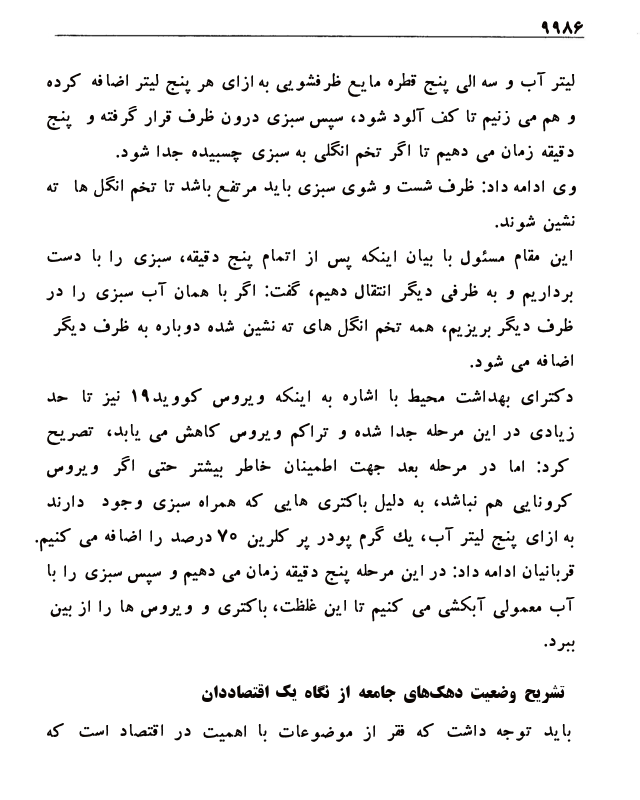 ۹۹۸۶
لیتر آب و سه الی پنج قطره مایع ظرفشویی به ازای هر پنج لیتر اضافه کرده
و هم می زنیم تا کف آلود شود، سپس سبزی درون ظرف قرار گرفته و پنج
دقیقه زمان می دهیم تا اگر تخم انگلی به سبزی چسبیده جدا شود.
وی ادامه داد: ظرف شست و شوی سبزی باید مرتفع باشد تا تخم انگل ها ته
نشین شوند.
این مقام مسئول با بیان اینکه پس از اتمام پنج دقیقه، سبزی را با دست
برداریم و به ظرفی دیگر انتقال دهیم، گفت: اگر با همان آب سبزی را در
ظرف دیگر بریزیم، همه تخم انگل های ته نشین شده دوباره به ظرف دیگر
اضافه می شود.
دکترای بهداشت محیط با اشاره به اینکه ویروس کووید۱۹ نیز تا حد
زیادی در این مرحله جدا شده و تراکم ویروس کاهش می یابد، تصریح
کرد: اما در مرحله بعد جهت اطمینان خاطر بیشتر حتی اگر ویروس
کرونایی هم نباشد، به دلیل باکتری هایی که همراه سبزی وجود دارند
به ازای پنج لیتر آب، یك گرم پودر پر کلرین ۷۰ درصد را اضافه می کنیم.
قربانیان ادامه داد: در این مرحله پنج دقیقه زمان می دهیم و سپس سبزی را با
آب معمولی آبکشی می کنیم تا این غلظت، باکتری و ویروس ها را از بین
ببرد.
تشریح وضعیت دهک‌های جامعه از نگاه یک اقتصاددان
باید توجه داشت که فقر از موضوعات با اهمیت در اقتصاد است که